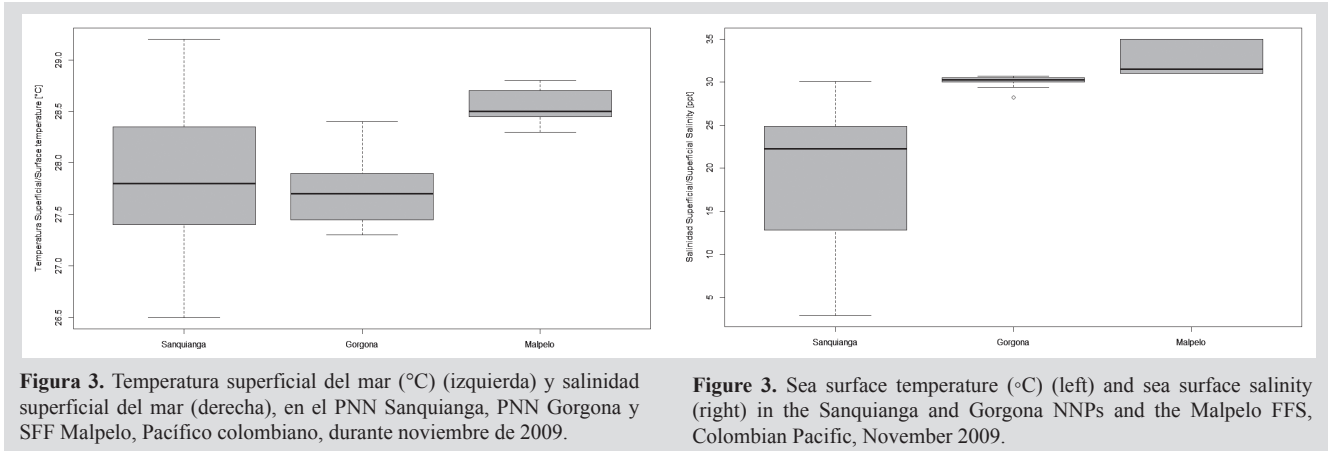 Temperatura Superficial/Surface temperature [°C]
29.0
28.5
28.0
27.5
27.0
26.5
Sanquianga
Gorgona
Malpelo
Salinidad Superficial/Superficial Salinity [ppt]
35
30
25
20
15
10
5
Sanquianga
Gorgona
Malpelo
Figura 3. Temperatura superficial del mar (°C) (izquierda) y salinidad
superficial del mar (derecha), en el PNN Sanquianga, PNN Gorgona y
SFF Malpelo, Pacífico colombiano, durante noviembre de 2009.
Figure 3. Sea surface temperature (◦C) (left) and sea surface salinity
(right) in the Sanquianga and Gorgona NNPs and the Malpelo FFS,
Colombian Pacific, November 2009.